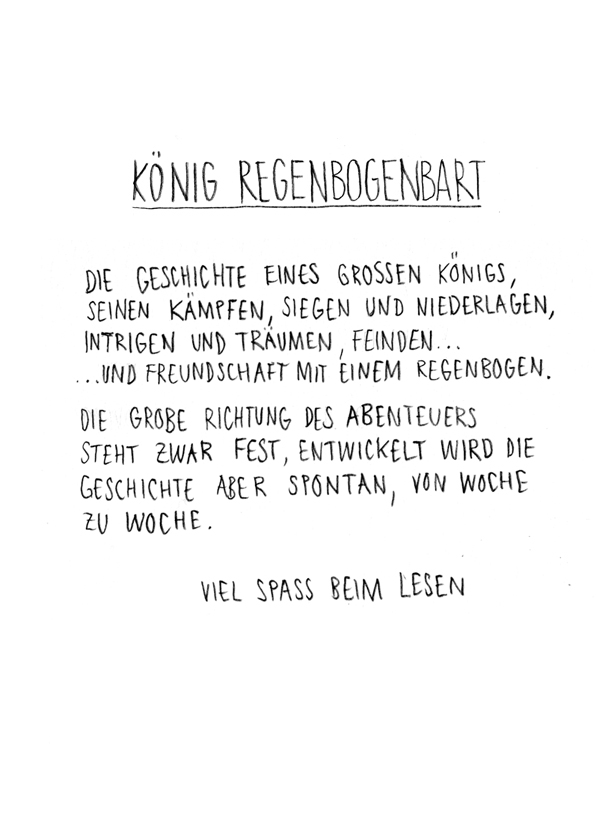 KÖNIG REGENBOGENBART
DIE GESCHICHTE EINES GROSSEN KÖNIGS,
SEINEN KÄMPFEN, SIEGEN UND NIEDERLAGEN,
INTRIGEN UND TRÄUMEN, FEINDEN...
...UND FREUNDSCHAFT MIT EINEM REGENBOGEN.
DIE GROBE RICHTUNG DES ABENTEUERS
STEHT ZWAR FEST, ENTWICKELT WIRD DIE
GESCHICHTE ABER SPONTAN, VON WOCHE
ZU WOCHE.
VIEL SPASS BEIM LESEN